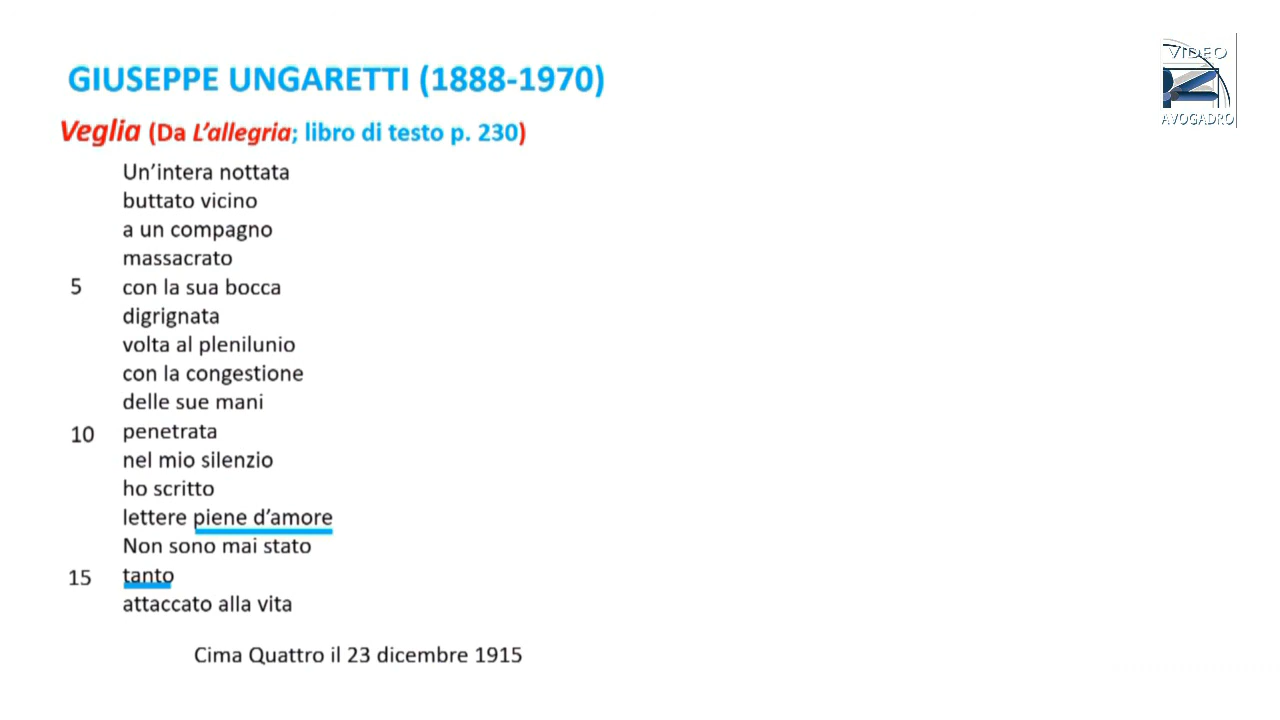 GIUSEPPE UNGARETTI (1888-1970)
Veglia (Da L’allegria; libro di testo p. 230)
Un’intera nottata
buttato vicino
a un compagno
massacrato
5 con la sua bocca
digrignata
volta al plenilunio
con la congestione
delle sue mani
10 penetrata
nel mio silenzio
ho scritto
lettere piene d’amore
Non sono mai stato
15 tanto
attaccato alla vita
Cima Quattro il 23 dicembre 1915
VIDEO
AVOGADRO